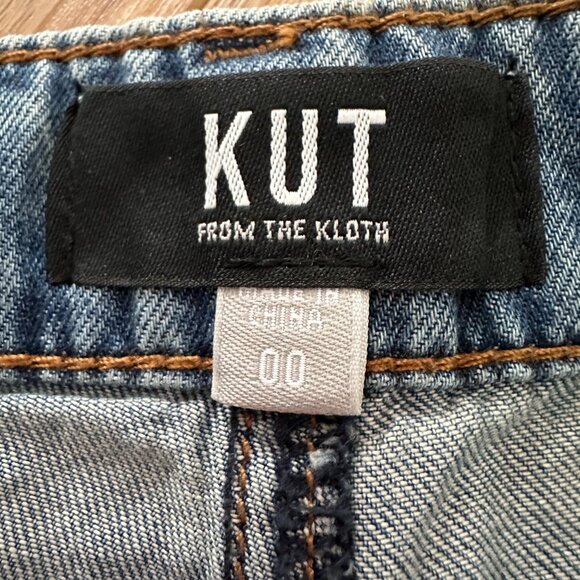 KUT
FROM THE KLOTH
MADE IN
CHINA
00